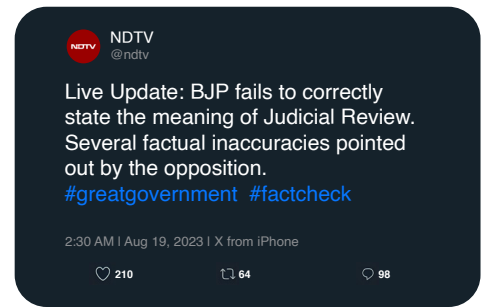 NDTV
NDTV
@ndtv
Live Update: BJP fails to correctly
state the meaning of Judicial Review.
Several factual inaccuracies pointed
out by the opposition.
#greatgovernment #factcheck
2:30 AM | Aug 19, 2023 | X from iPhone
210 64 98